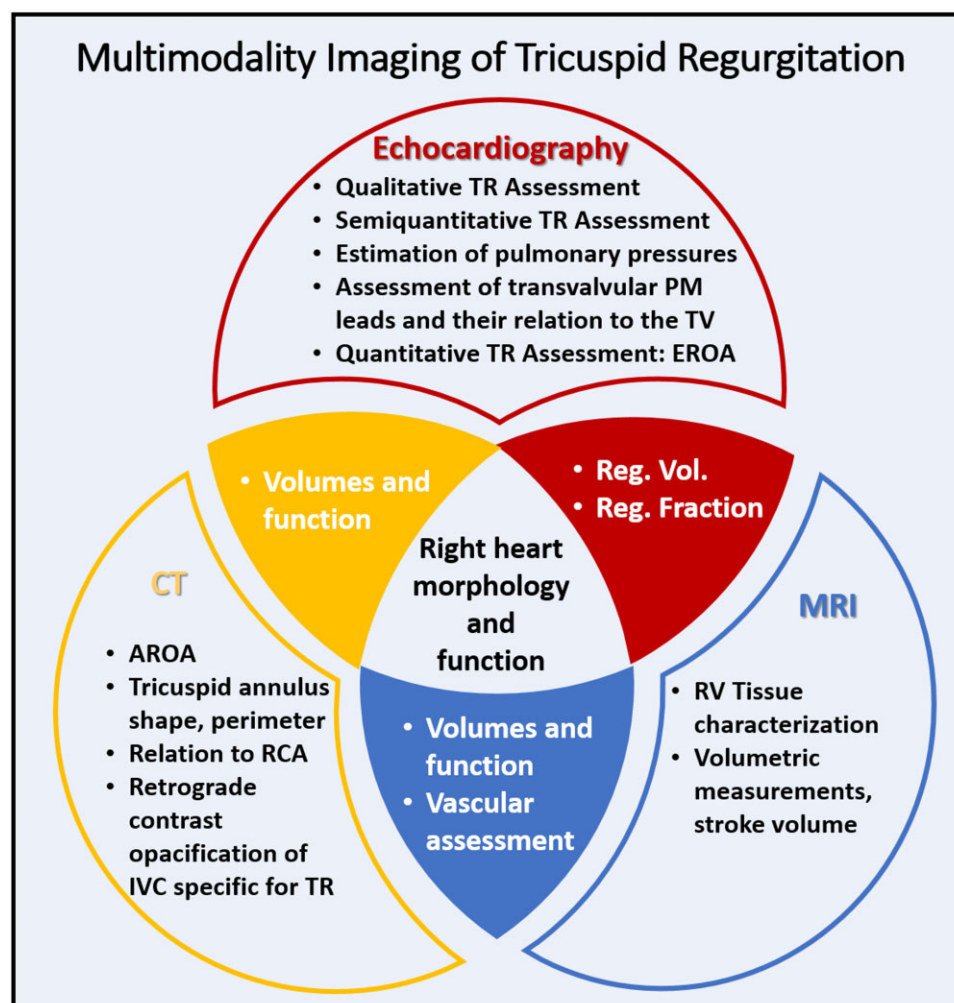 Multimodality Imaging of Tricuspid Regurgitation
Echocardiography
• Qualitative TR Assessment
• Semiquantitative TR Assessment
• Estimation of pulmonary pressures
• Assessment of transvalvular PM
leads and their relation to the TV
• Quantitative TR Assessment: EROA
• Volumes and
function
• Reg. Vol.
• Reg. Fraction
Right heart
morphology
and
function
CT
• AROA
• Tricuspid annulus
shape, perimeter
• Relation to RCA
• Retrograde
contrast
opacification of
IVC specific for TR
• Volumes and
function
• Vascular
assessment
MRI
• RV Tissue
characterization
• Volumetric
measurements,
stroke volume